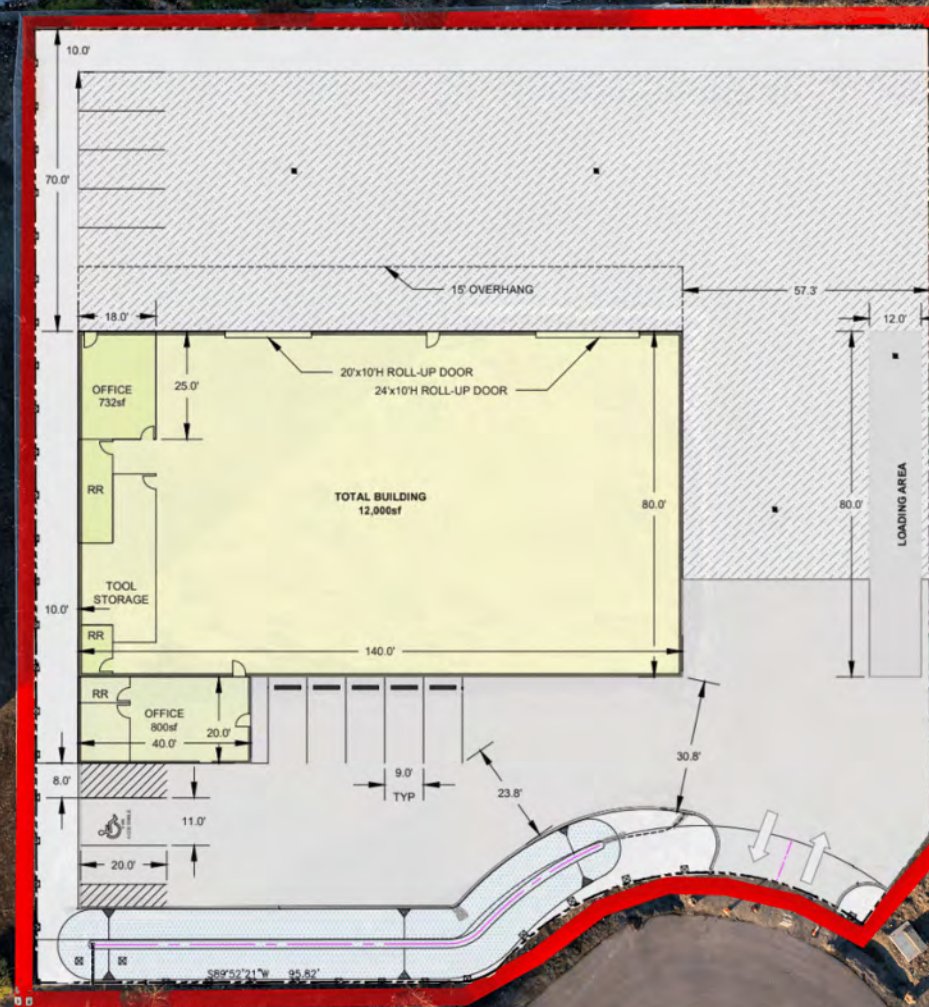 10.0'
70.0'
15' OVERHANG
57.3'
18.0'
12.0'
20'x10'H ROLL-UP DOOR
24'x10'H ROLL-UP DOOR
OFFICE
732sf
25.0'
RR
TOTAL BUILDING
12,000sf
80.0'
80.0'
LOADING AREA
TOOL
STORAGE
10.0'
RR
140.0'
RR
OFFICE
800sf
40.0'
20.0'
8.0'
9.0'
TYP
23.8'
30.8'
11.0'
20.0'
S89°52'21"W 95.82'